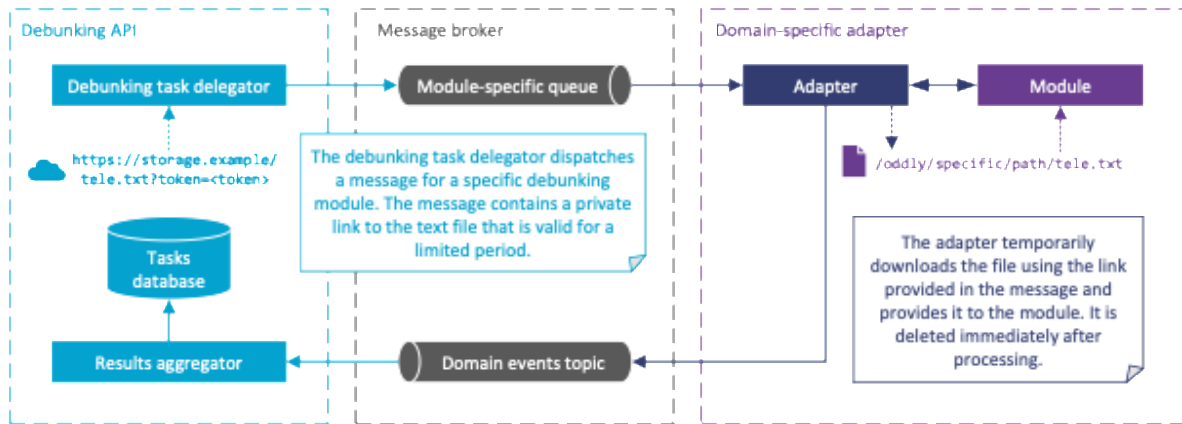 Debunking API
Message broker
Domain-specific adapter
Debunking task delegator
Module-specific queue
Adapter
Module
https://storage.example/
tele.txt?token=<token>
The debunking task delegator dispatches
a message for a specific debunking
module. The message contains a private
link to the text file that is valid for a
limited period.
/oddly/specific/path/tele.txt
Tasks
database
The adapter temporarily
downloads the file using the link
provided in the message and
provides it to the module. It is
deleted immediately after
processing.
Results aggregator
Domain events topic